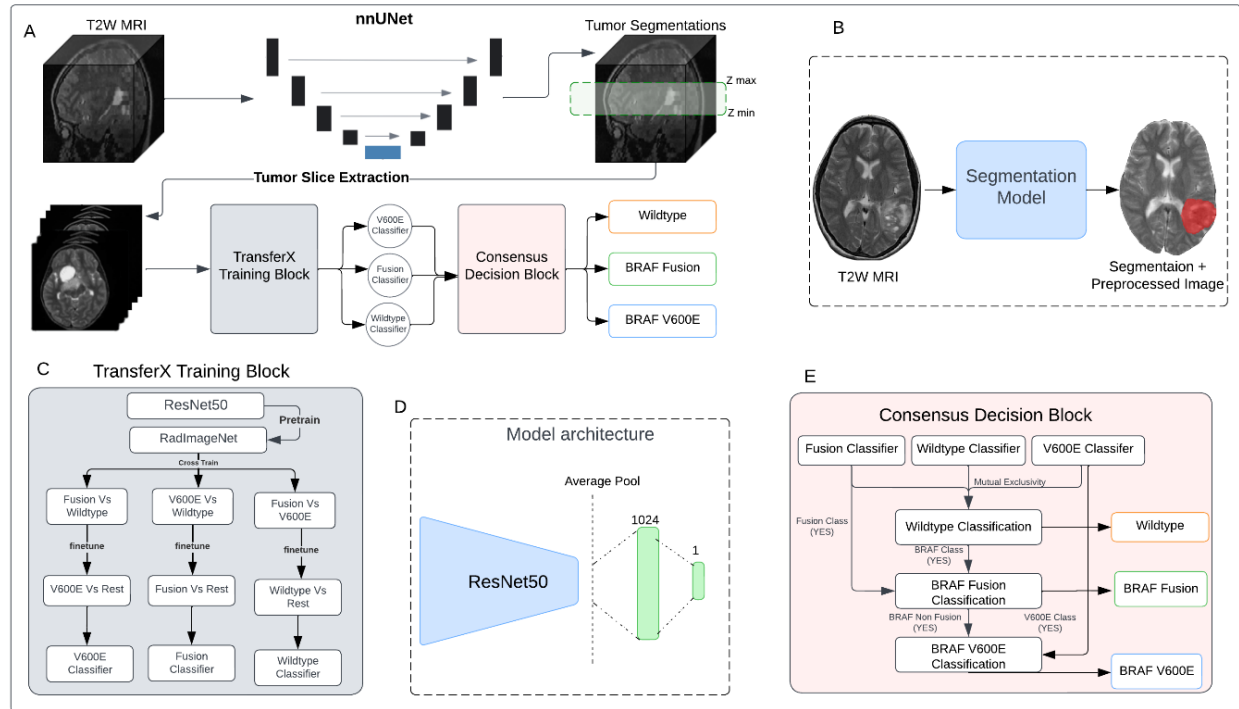 A
T2W MRI
nnUNet
Tumor Segmentations
Z max
Z min
Tumor Slice Extraction
TransferX
Training Block
V600E
Classifier
Fusion
Classifier
Wildtype
Classifier
Consensus
Decision Block
Wildtype
BRAF Fusion
BRAF V600E
B
T2W MRI
Segmentation
Model
Segmentaion +
Preprocessed Image
C
TransferX Training Block
ResNet50
Pretrain
RadImageNet
Cross Train
Fusion Vs
Wildtype
V600E Vs
Wildtype
Fusion Vs
V600E
finetune
finetune
finetune
V600E Vs Rest
Fusion Vs Rest
Wildtype Vs
Rest
V600E
Classifier
Fusion
Classifier
Wildtype
Classifier
D
Model architecture
Average Pool
1024
1
ResNet50
E
Consensus Decision Block
Fusion Classifier
Wildtype Classifier
V600E Classifer
Mutual Exclusivity
Fusion Class
(YES)
Wildtype Classification
Wildtype
BRAF Class
(YES)
BRAF Fusion
Classification
BRAF Fusion
BRAF Non Fusion
(YES)
V600E Class
(YES)
BRAF V600E
Classification
BRAF V600E